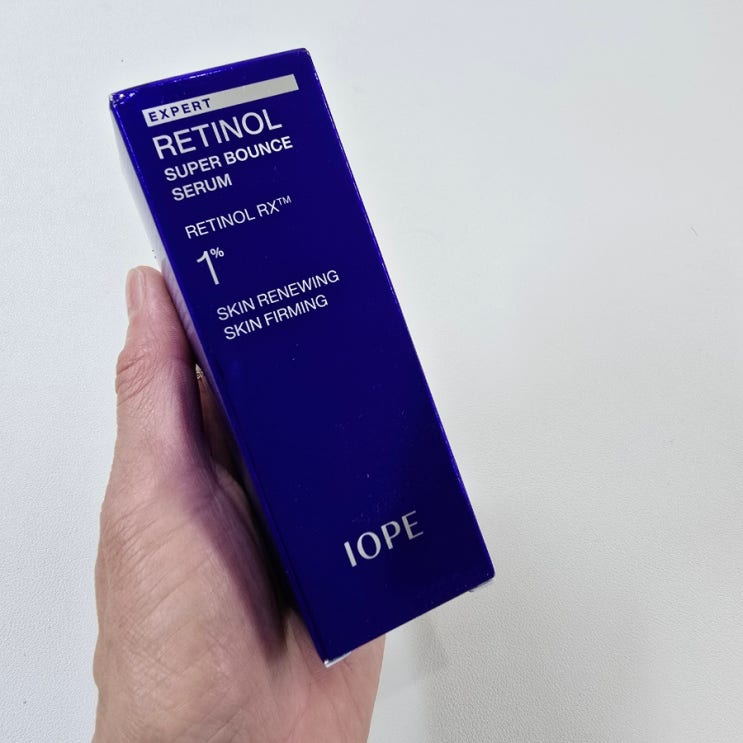 EXPERT
RETINOL
SUPER BOUNCE
SERUM
RETINOL RX™
1%
SKIN RENEWING
SKIN FIRMING
IOPE